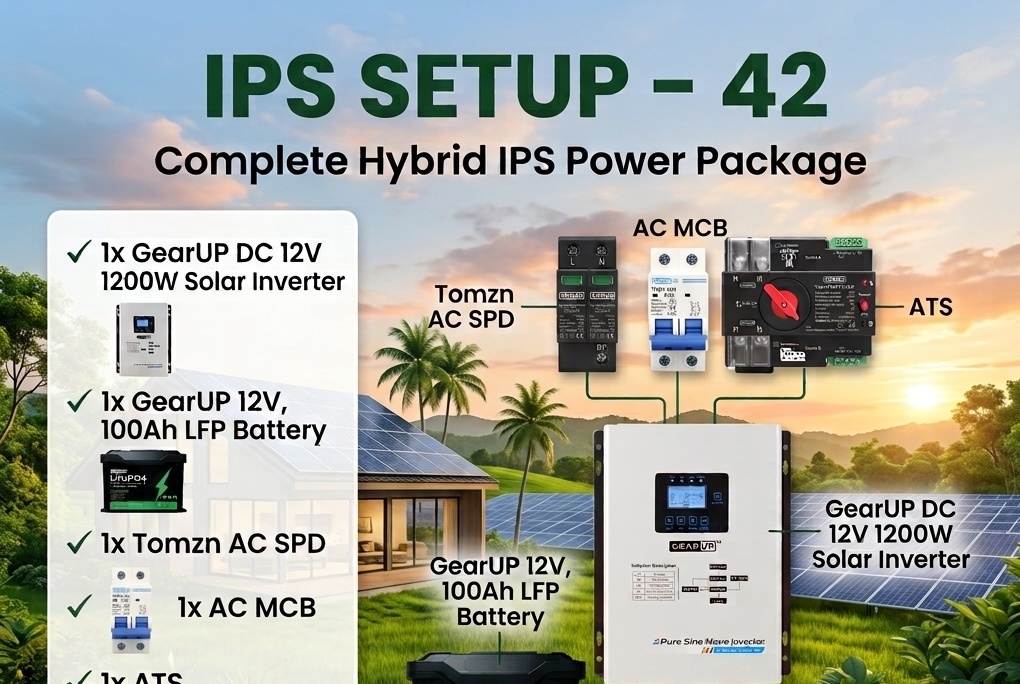 IPS SETUP - 42
Complete Hybrid IPS Power Package
✓ 1x GearUP DC 12V
1200W Solar Inverter
✓ 1x GearUP 12V,
100Ah LFP Battery
✓ 1x Tomzn AC SPD
✓ 1x AC MCB
1x ATS
AC MCB
Tomzn
AC SPD
L N
ATS
GearUP DC
12V 1200W
Solar Inverter
GearUP 12V,
100Ah LFP
Battery